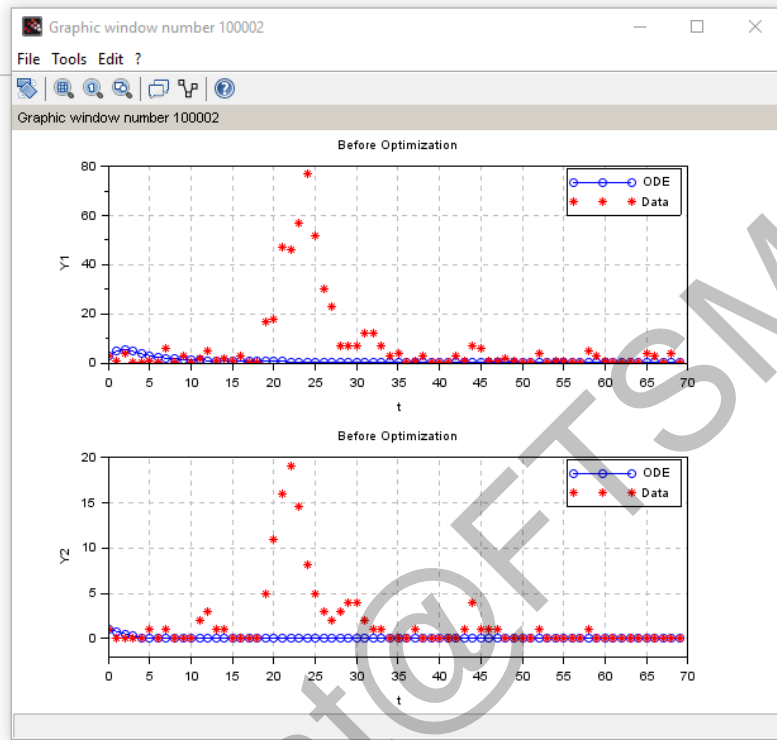 Graphic window number 100002
File Tools Edit ?
Graphic window number 100002
Before Optimization
80
60
40
20
0
Y1
ODE
Data
0 5 10 15 20 25 30 35 40 45 50 55 60 65 70
t
Before Optimization
20
15
10
5
0
Y2
ODE
Data
0 5 10 15 20 25 30 35 40 45 50 55 60 65 70
t
t@FTSM